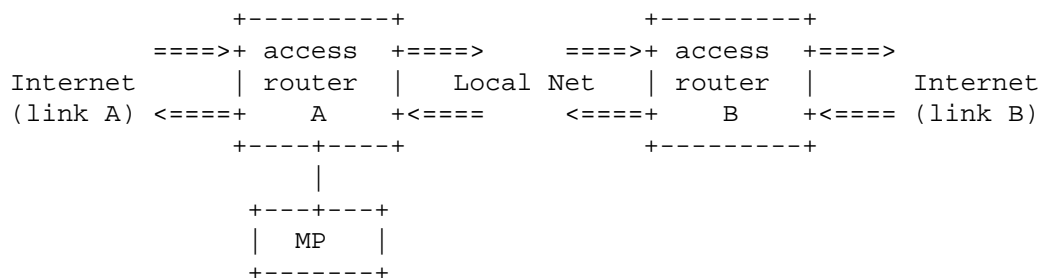 +---------+                     +---------+
====>+ access  +====>     ====>+ access  +====>
Internet       | router  |   Local Net   | router  |      Internet
(link A) <====+    A    +<====     <====+    B    +<==== (link B)
+----+----+                     +---------+
|
+---+---+
|  MP   |
+-------+